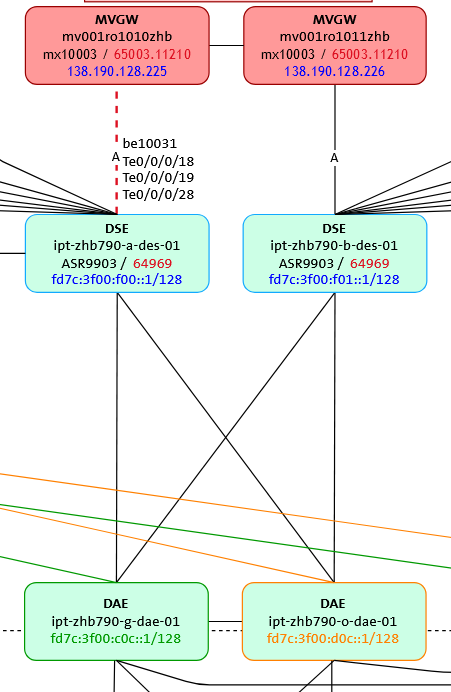 MVGW
mv001ro1010zhb
mx10003 / 65003.11210
138.190.128.225
MVGW
mv001ro1011zhb
mx10003 / 65003.11210
138.190.128.226
be10031
A
Te0/0/0/18
Te0/0/0/19
Te0/0/0/28
A
DSE
ipt-zhb790-a-des-01
ASR9903 / 64969
fd7c:3f00:f00::1/128
DSE
ipt-zhb790-b-des-01
ASR9903 / 64969
fd7c:3f00:f01::1/128
DAE
ipt-zhb790-g-dae-01
fd7c:3f00:c0c::1/128
DAE
ipt-zhb790-o-dae-01
fd7c:3f00:d0c::1/128